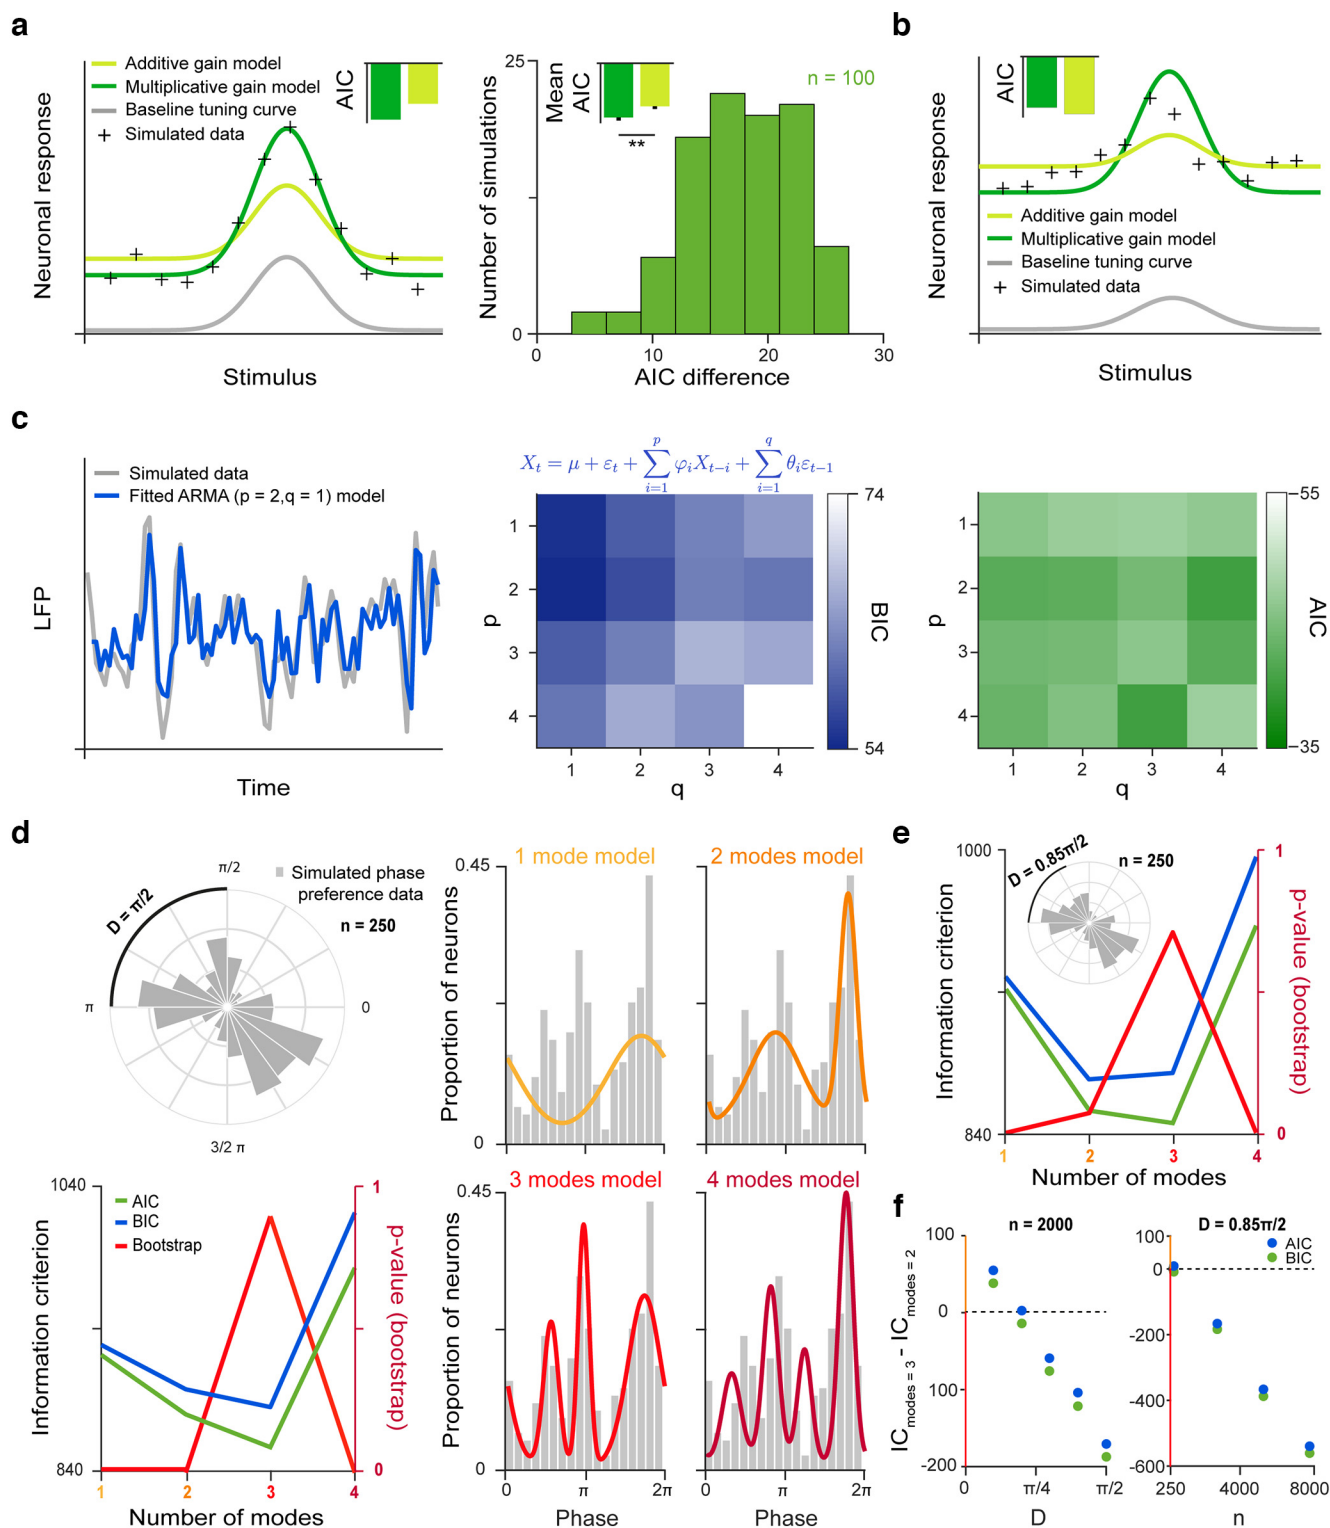 a
Additive gain model
Multiplicative gain model
Baseline tuning curve
Simulated data
AIC
Neuronal response
Stimulus
25
0
Number of simulations
Mean
AIC
**
n = 100
0
10
20
30
AIC difference
b
AIC
Neuronal response
Additive gain model
Multiplicative gain model
Baseline tuning curve
Simulated data
Stimulus
c
Simulated data
Fitted ARMA (p = 2,q = 1) model
LFP
Time
X_t = μ + ε_t + ∑_{i=1}^{p} φ_i X_{t−i} + ∑_{i=1}^{q} θ_i ε_{t−1}
1
2
3
4
p
1
2
3
4
q
74
54
BIC
1
2
3
4
p
1
2
3
4
q
−55
−35
AIC
d
D = π/2
π/2
π
0
3/2 π
Simulated phase
preference data
n = 250
1 mode model
0.45
0
Proportion of neurons
2 modes model
1040
840
Information criterion
AIC
BIC
Bootstrap
1
0
p-value (bootstrap)
1
2
3
4
Number of modes
3 modes model
0.45
0
Proportion of neurons
0
π
2π
Phase
4 modes model
0
π
2π
Phase
e
1000
840
Information criterion
D = 0.85π/2
n = 250
1
0
p-value (bootstrap)
1
2
3
4
Number of modes
f
n = 2000
IC_{modes = 3} - IC_{modes = 2}
100
0
100
-200
0
π/4
π/2
D
D = 0.85π/2
AIC
BIC
100
0
-200
-400
-600
250
4000
8000
n